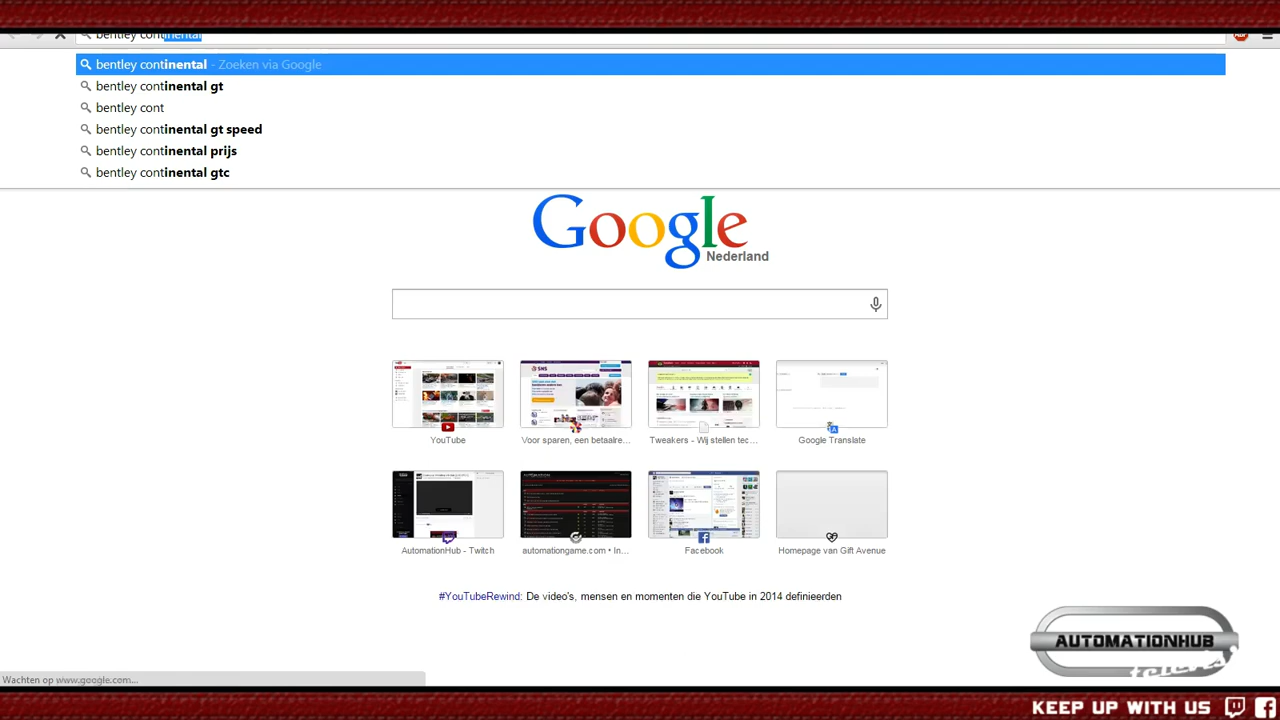 bentley continental
bentley continental - Zoeken via Google
bentley continental gt
bentley cont
bentley continental gt speed
bentley continental prijs
bentley continental gtc
Google
Nederland
YouTube
Voor sparen, een betaalre...
Tweakers - Wij stellen tec...
Google Translate
AutomationHub - Twitch
automationgame.com • In...
Facebook
Homepage van Gift Avenue
#YouTubeRewind: De video's, mensen en momenten die YouTube in 2014 definieerden
AUTOMATIONHUB
Wachten op www.google.com...
KEEP UP WITH US